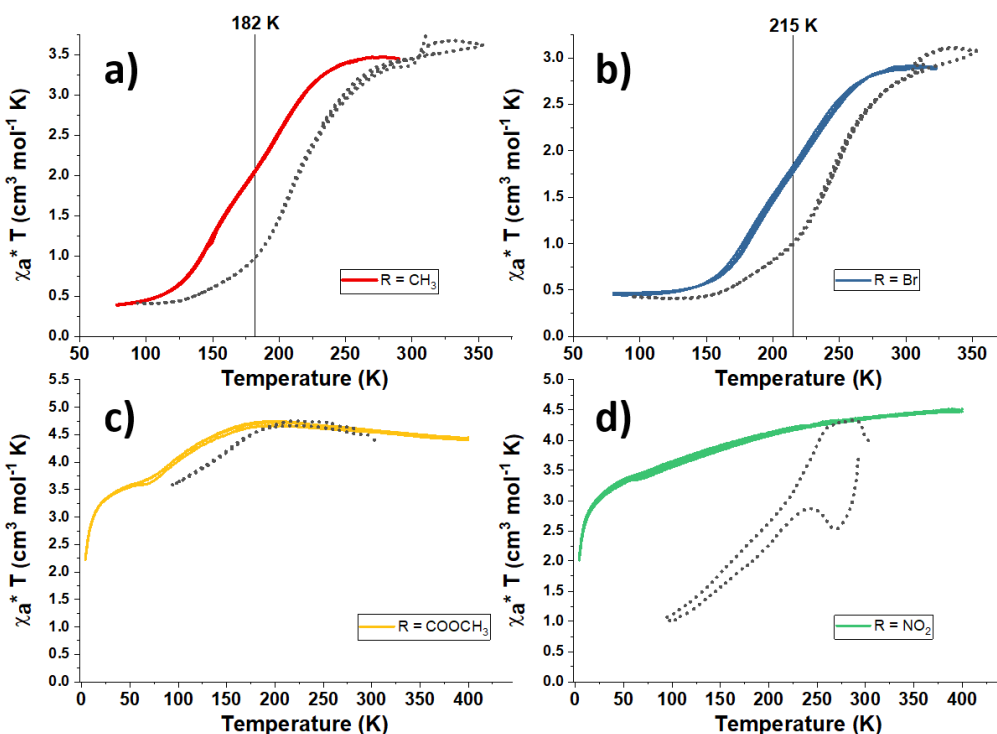 182 K
215 K
a)
b)
3.5
3.0
2.5
2.0
1.5
1.0
0.5
0.0
χa* T (cm³ mol⁻¹ K)
R = CH₃
50 100 150 200 250 300 350
Temperature (K)
3.5
3.0
2.5
2.0
1.5
1.0
0.5
0.0
χa* T (cm³ mol⁻¹ K)
R = Br
50 100 150 200 250 300 350
Temperature (K)
c)
d)
5.5
5.0
4.5
4.0
3.5
3.0
2.5
2.0
1.5
1.0
0.5
0.0
χa* T (cm³ mol⁻¹ K)
R = COOCH₃
0 50 100 150 200 250 300 350 400
Temperature (K)
5.0
4.5
4.0
3.5
3.0
2.5
2.0
1.5
1.0
0.5
0.0
χa* T (cm³ mol⁻¹ K)
R = NO₂
0 50 100 150 200 250 300 350 400
Temperature (K)